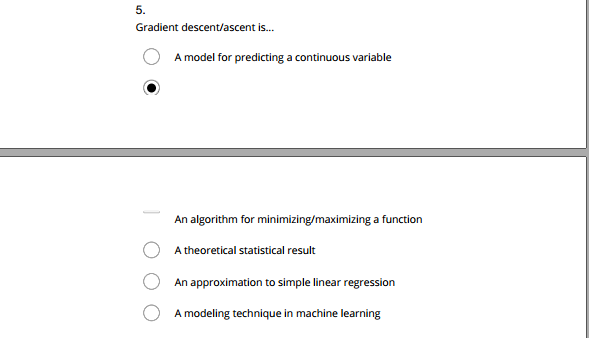 5.
Gradient descent/ascent is...
A model for predicting a continuous variable
An algorithm for minimizing/maximizing a function
A theoretical statistical result
An approximation to simple linear regression
A modeling technique in machine learning